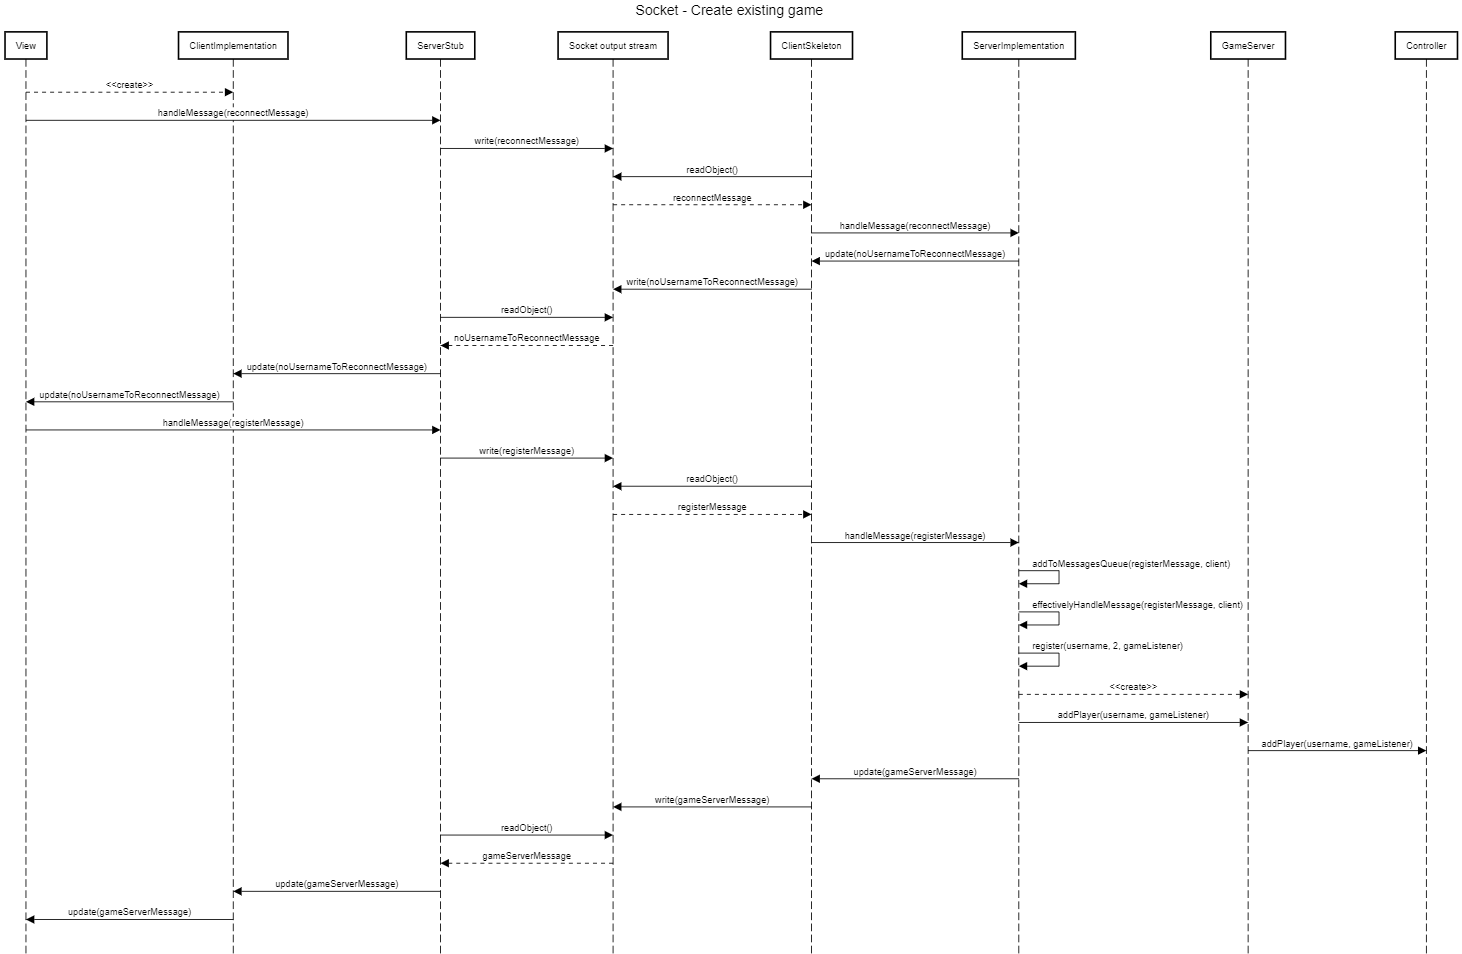 Socket - Create existing game
View
ClientImplementation
ServerStub
Socket output stream
ClientSkeleton
ServerImplementation
GameServer
Controller
<<create>>
handleMessage(reconnectMessage)
write(reconnectMessage)
readObject()
reconnectMessage
handleMessage(reconnectMessage)
update(noUsernameToReconnectMessage)
write(noUsernameToReconnectMessage)
readObject()
noUsernameToReconnectMessage
update(noUsernameToReconnectMessage)
update(noUsernameToReconnectMessage)
handleMessage(registerMessage)
write(registerMessage)
readObject()
registerMessage
handleMessage(registerMessage)
addToMessagesQueue(registerMessage, client)
effectivelyHandleMessage(registerMessage, client)
register(username, 2, gameListener)
<<create>>
addPlayer(username, gameListener)
addPlayer(username, gameListener)
update(gameServerMessage)
write(gameServerMessage)
readObject()
gameServerMessage
update(gameServerMessage)
update(gameServerMessage)